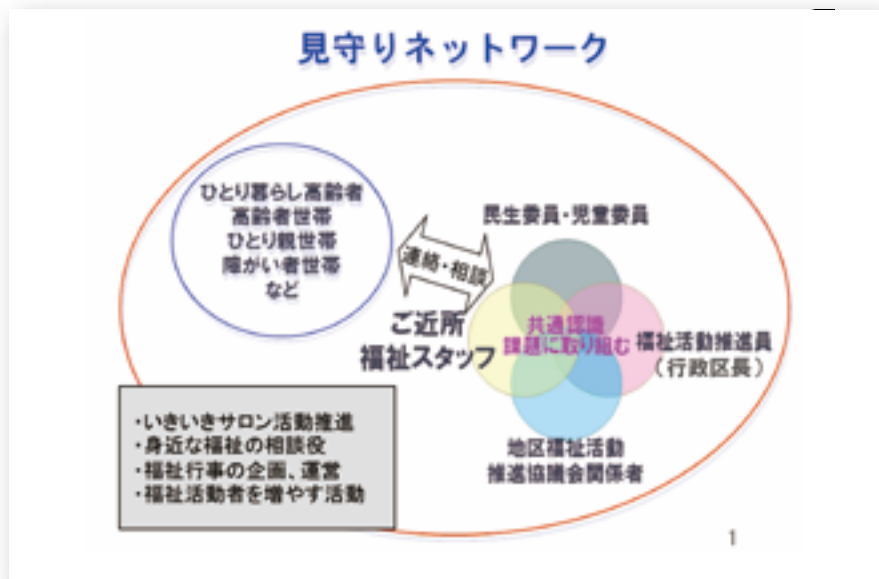 見守りネットワーク
ひとり暮らし高齢者
高齢者世帯
ひとり親世帯
障がい者世帯
など
連絡・相談
民生委員・児童委員
ご近所
福祉スタッフ
共通認識
課題に取り組む
福祉活動推進員
（行政区長）
地区福祉活動
推進協議会関係者
・いきいきサロン活動推進
・身近な福祉の相談役
・福祉行事の企画、運営
・福祉活動者を増やす活動
1